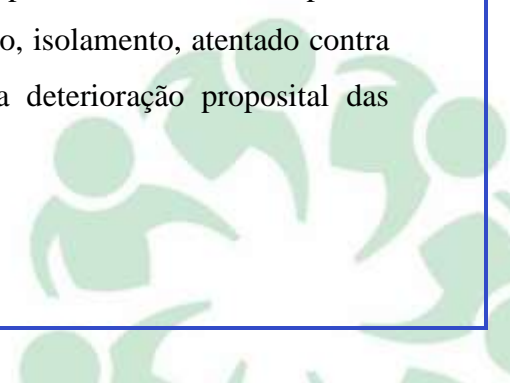 o, isolamento, atentado contra
a deterioração proposital das